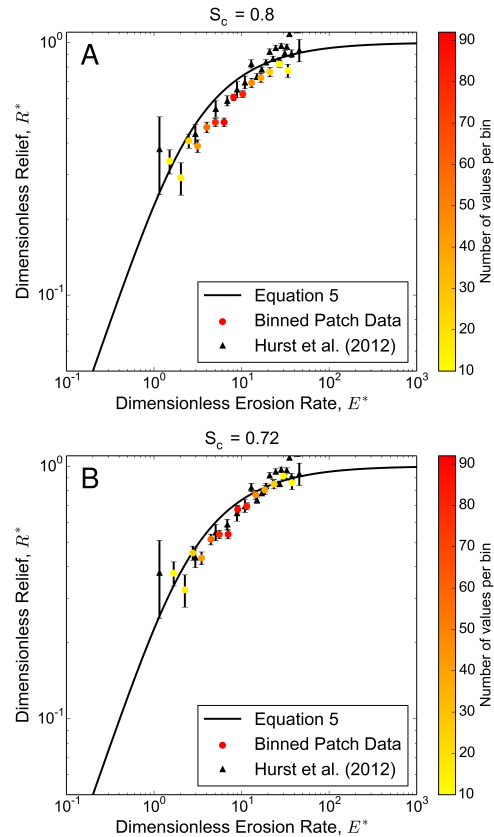 S_c = 0.8
A
Dimensionless Relief, R*
10^0
10^-1
Equation 5
Binned Patch Data
Hurst et al. (2012)
10^-1 10^0 10^1 10^2 10^3
Dimensionless Erosion Rate, E*
90
80
70
60
50
40
30
20
10
Number of values per bin
S_c = 0.72
B
Dimensionless Relief, R*
10^0
10^-1
Equation 5
Binned Patch Data
Hurst et al. (2012)
10^-1 10^0 10^1 10^2 10^3
Dimensionless Erosion Rate, E*
90
80
70
60
50
40
30
20
10
Number of values per bin